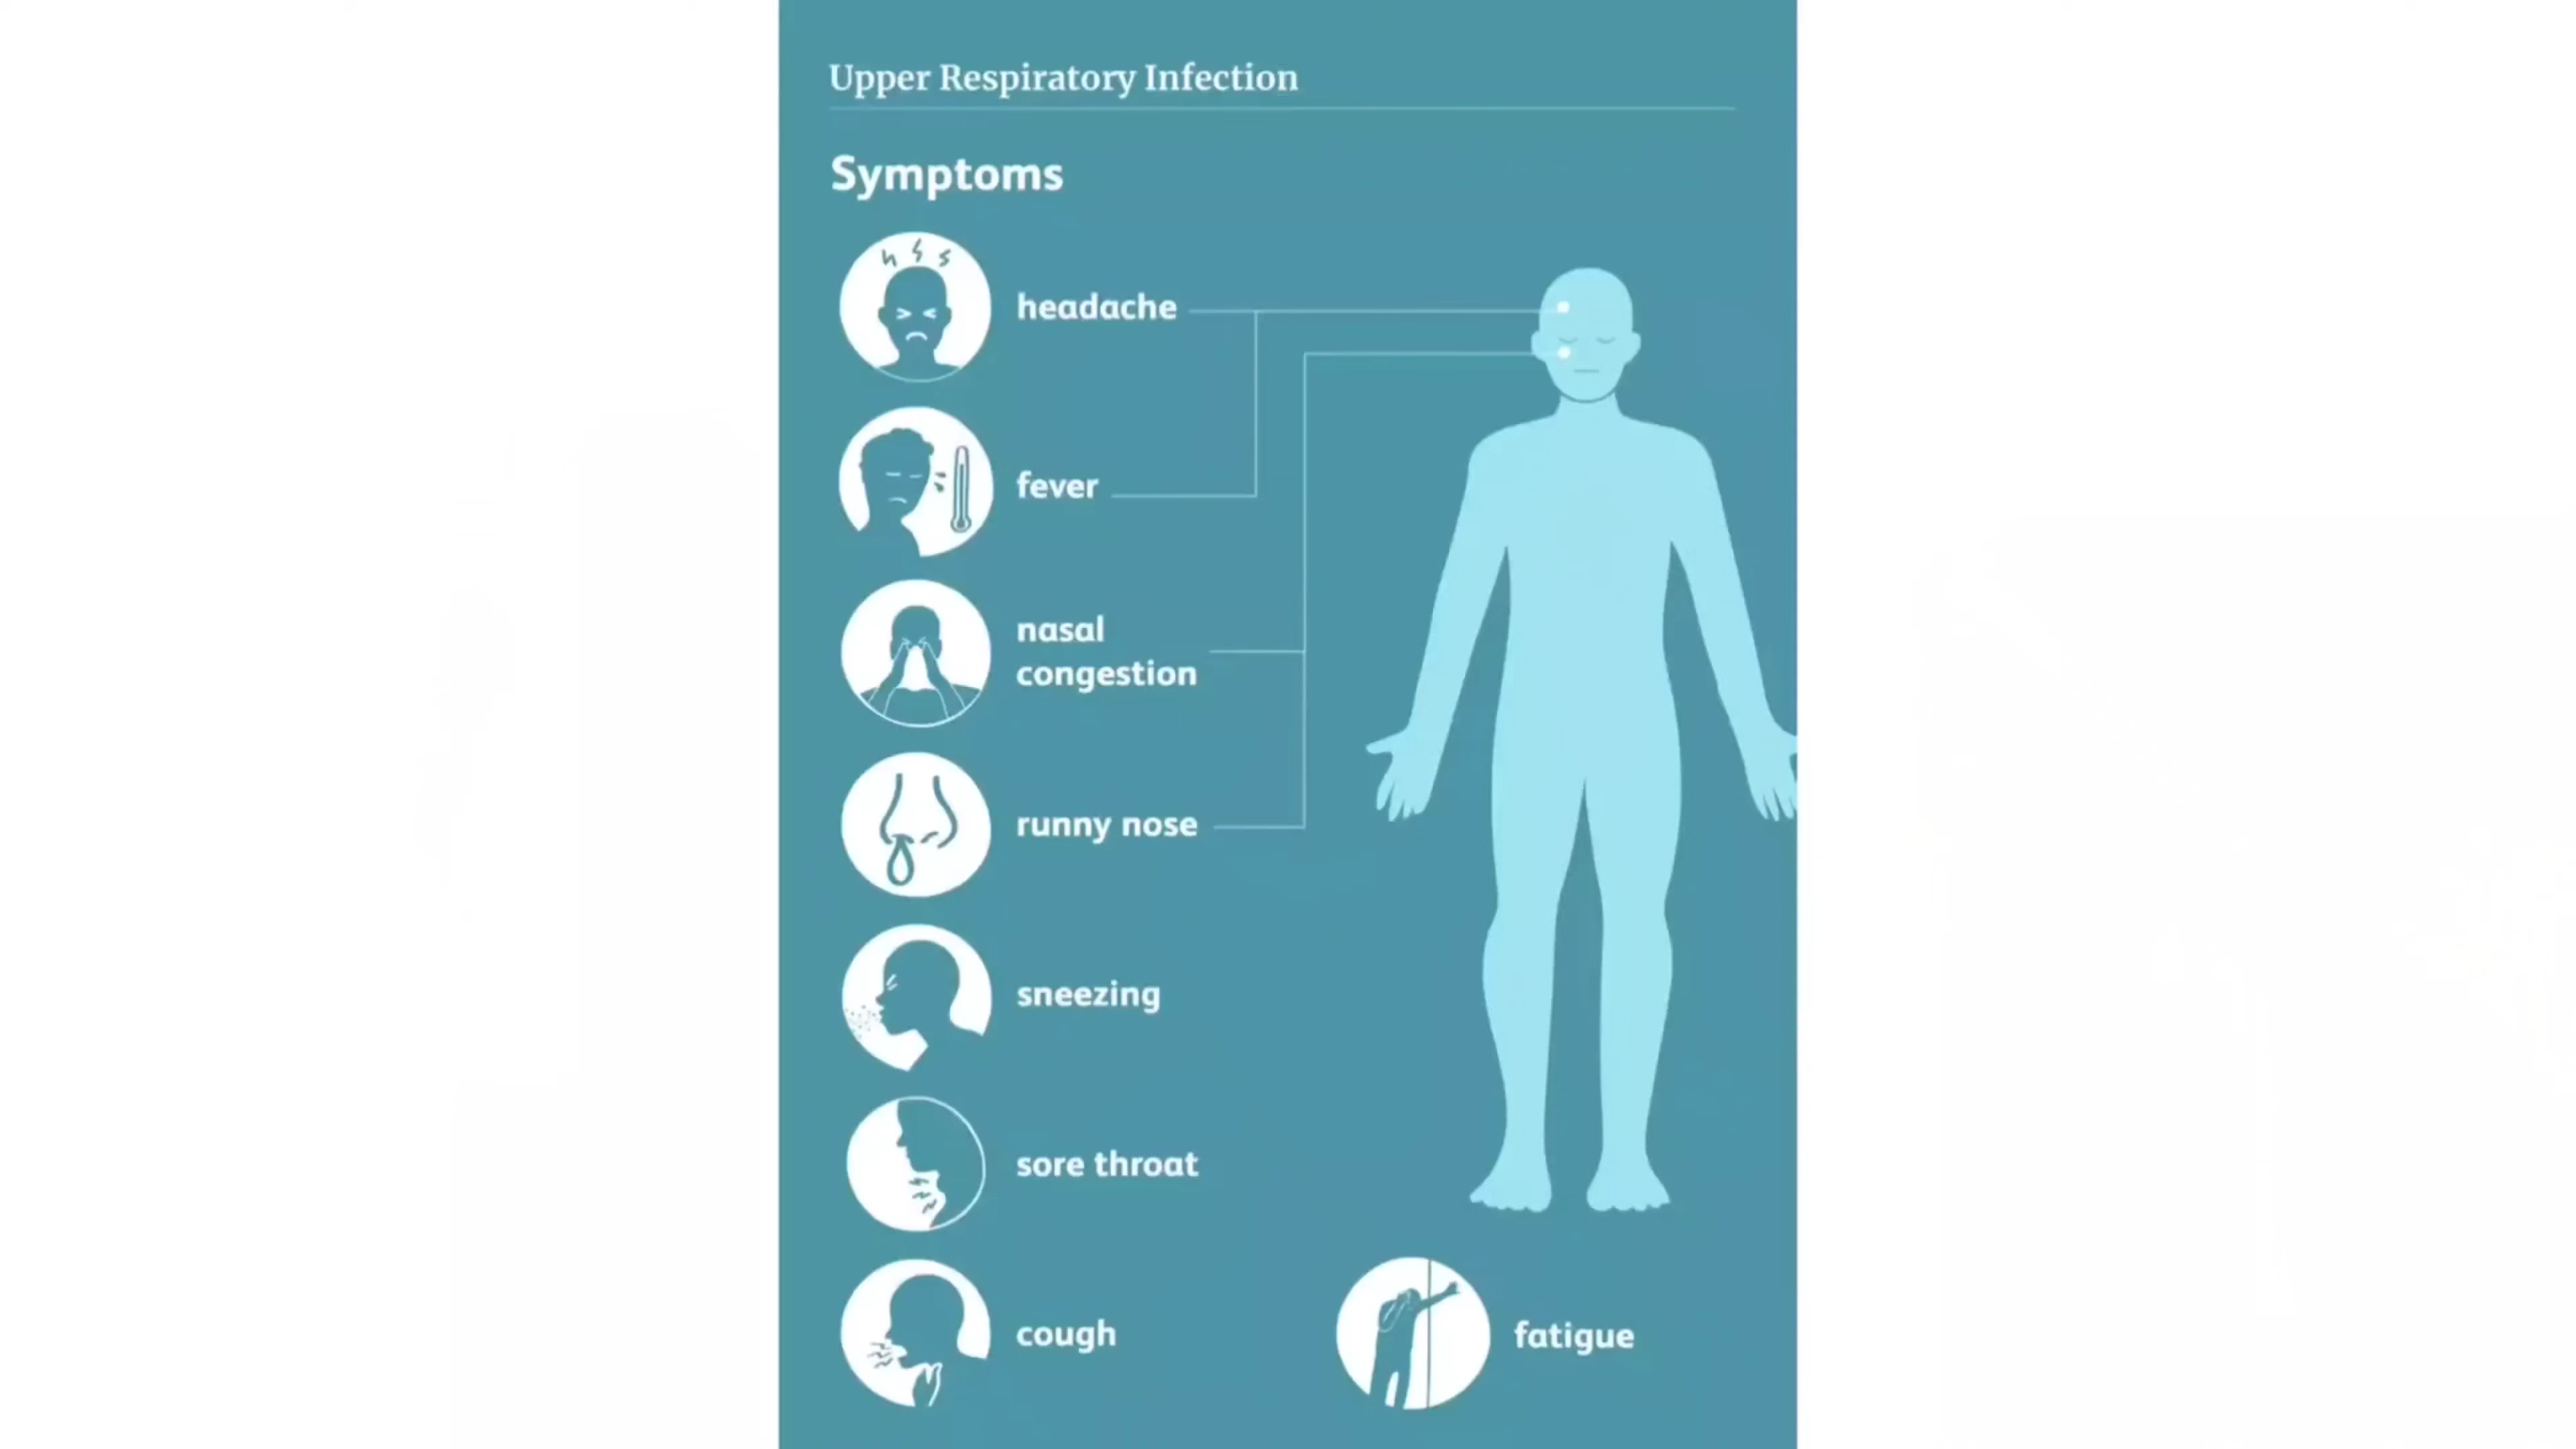 Upper Respiratory Infection
Symptoms
headache
fever
nasal
congestion
runny nose
sneezing
sore throat
cough
fatigue